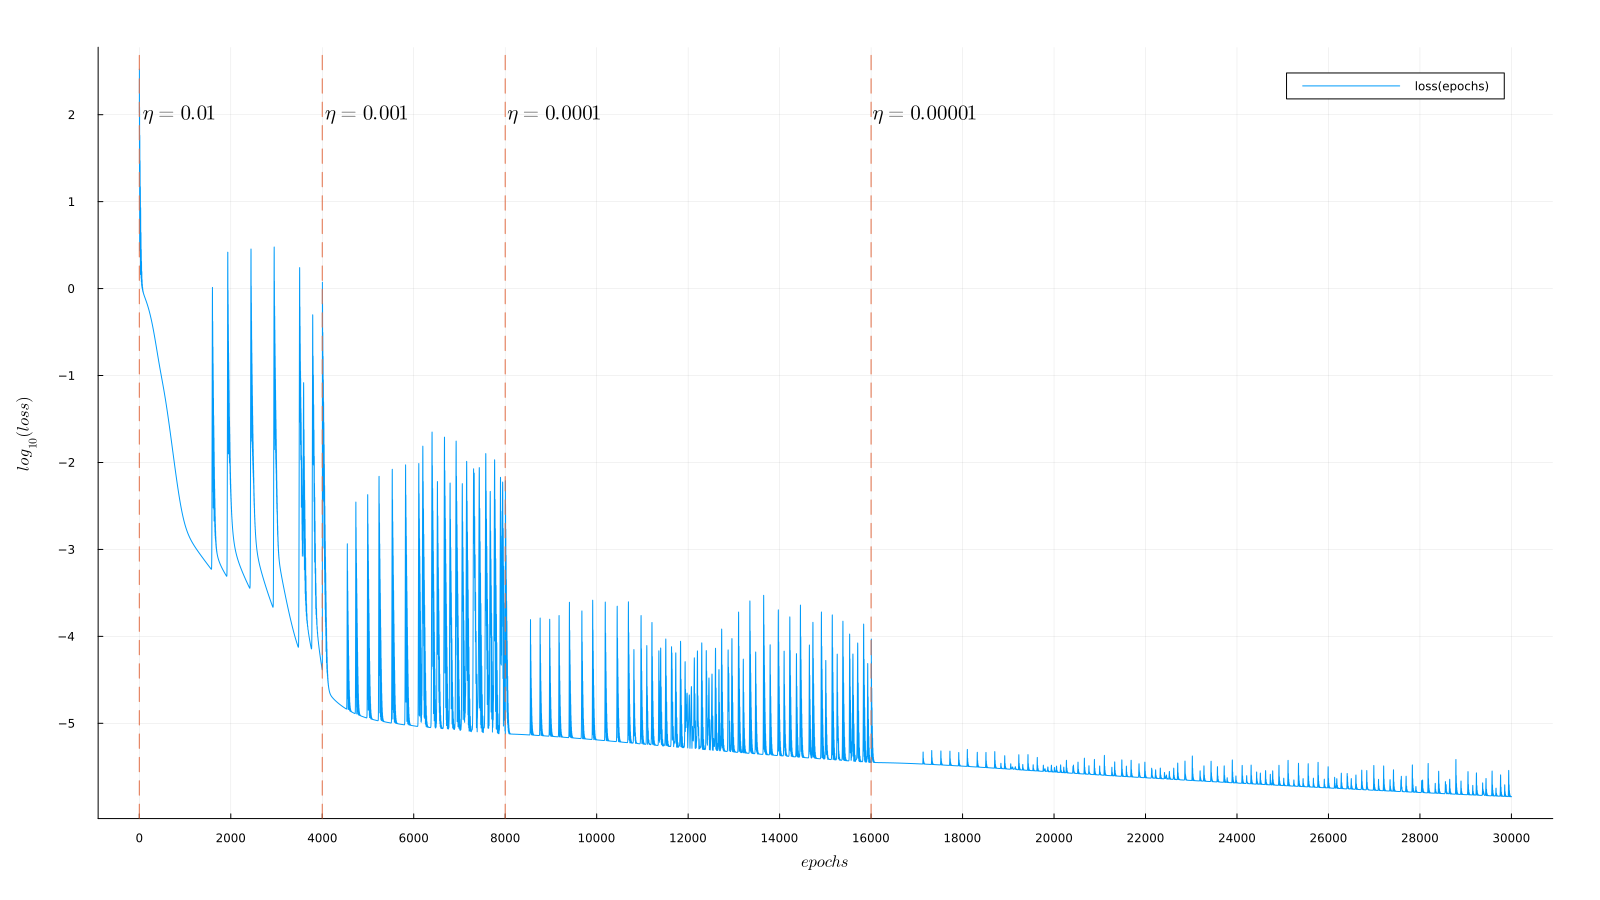 loss(epochs)
η = 0.01
η = 0.001
η = 0.0001
η = 0.00001
2
1
0
−1
−2
−3
−4
−5
log₁₀(loss)
0 2000 4000 6000 8000 10000 12000 14000 16000 18000 20000 22000 24000 26000 28000 30000
epochs